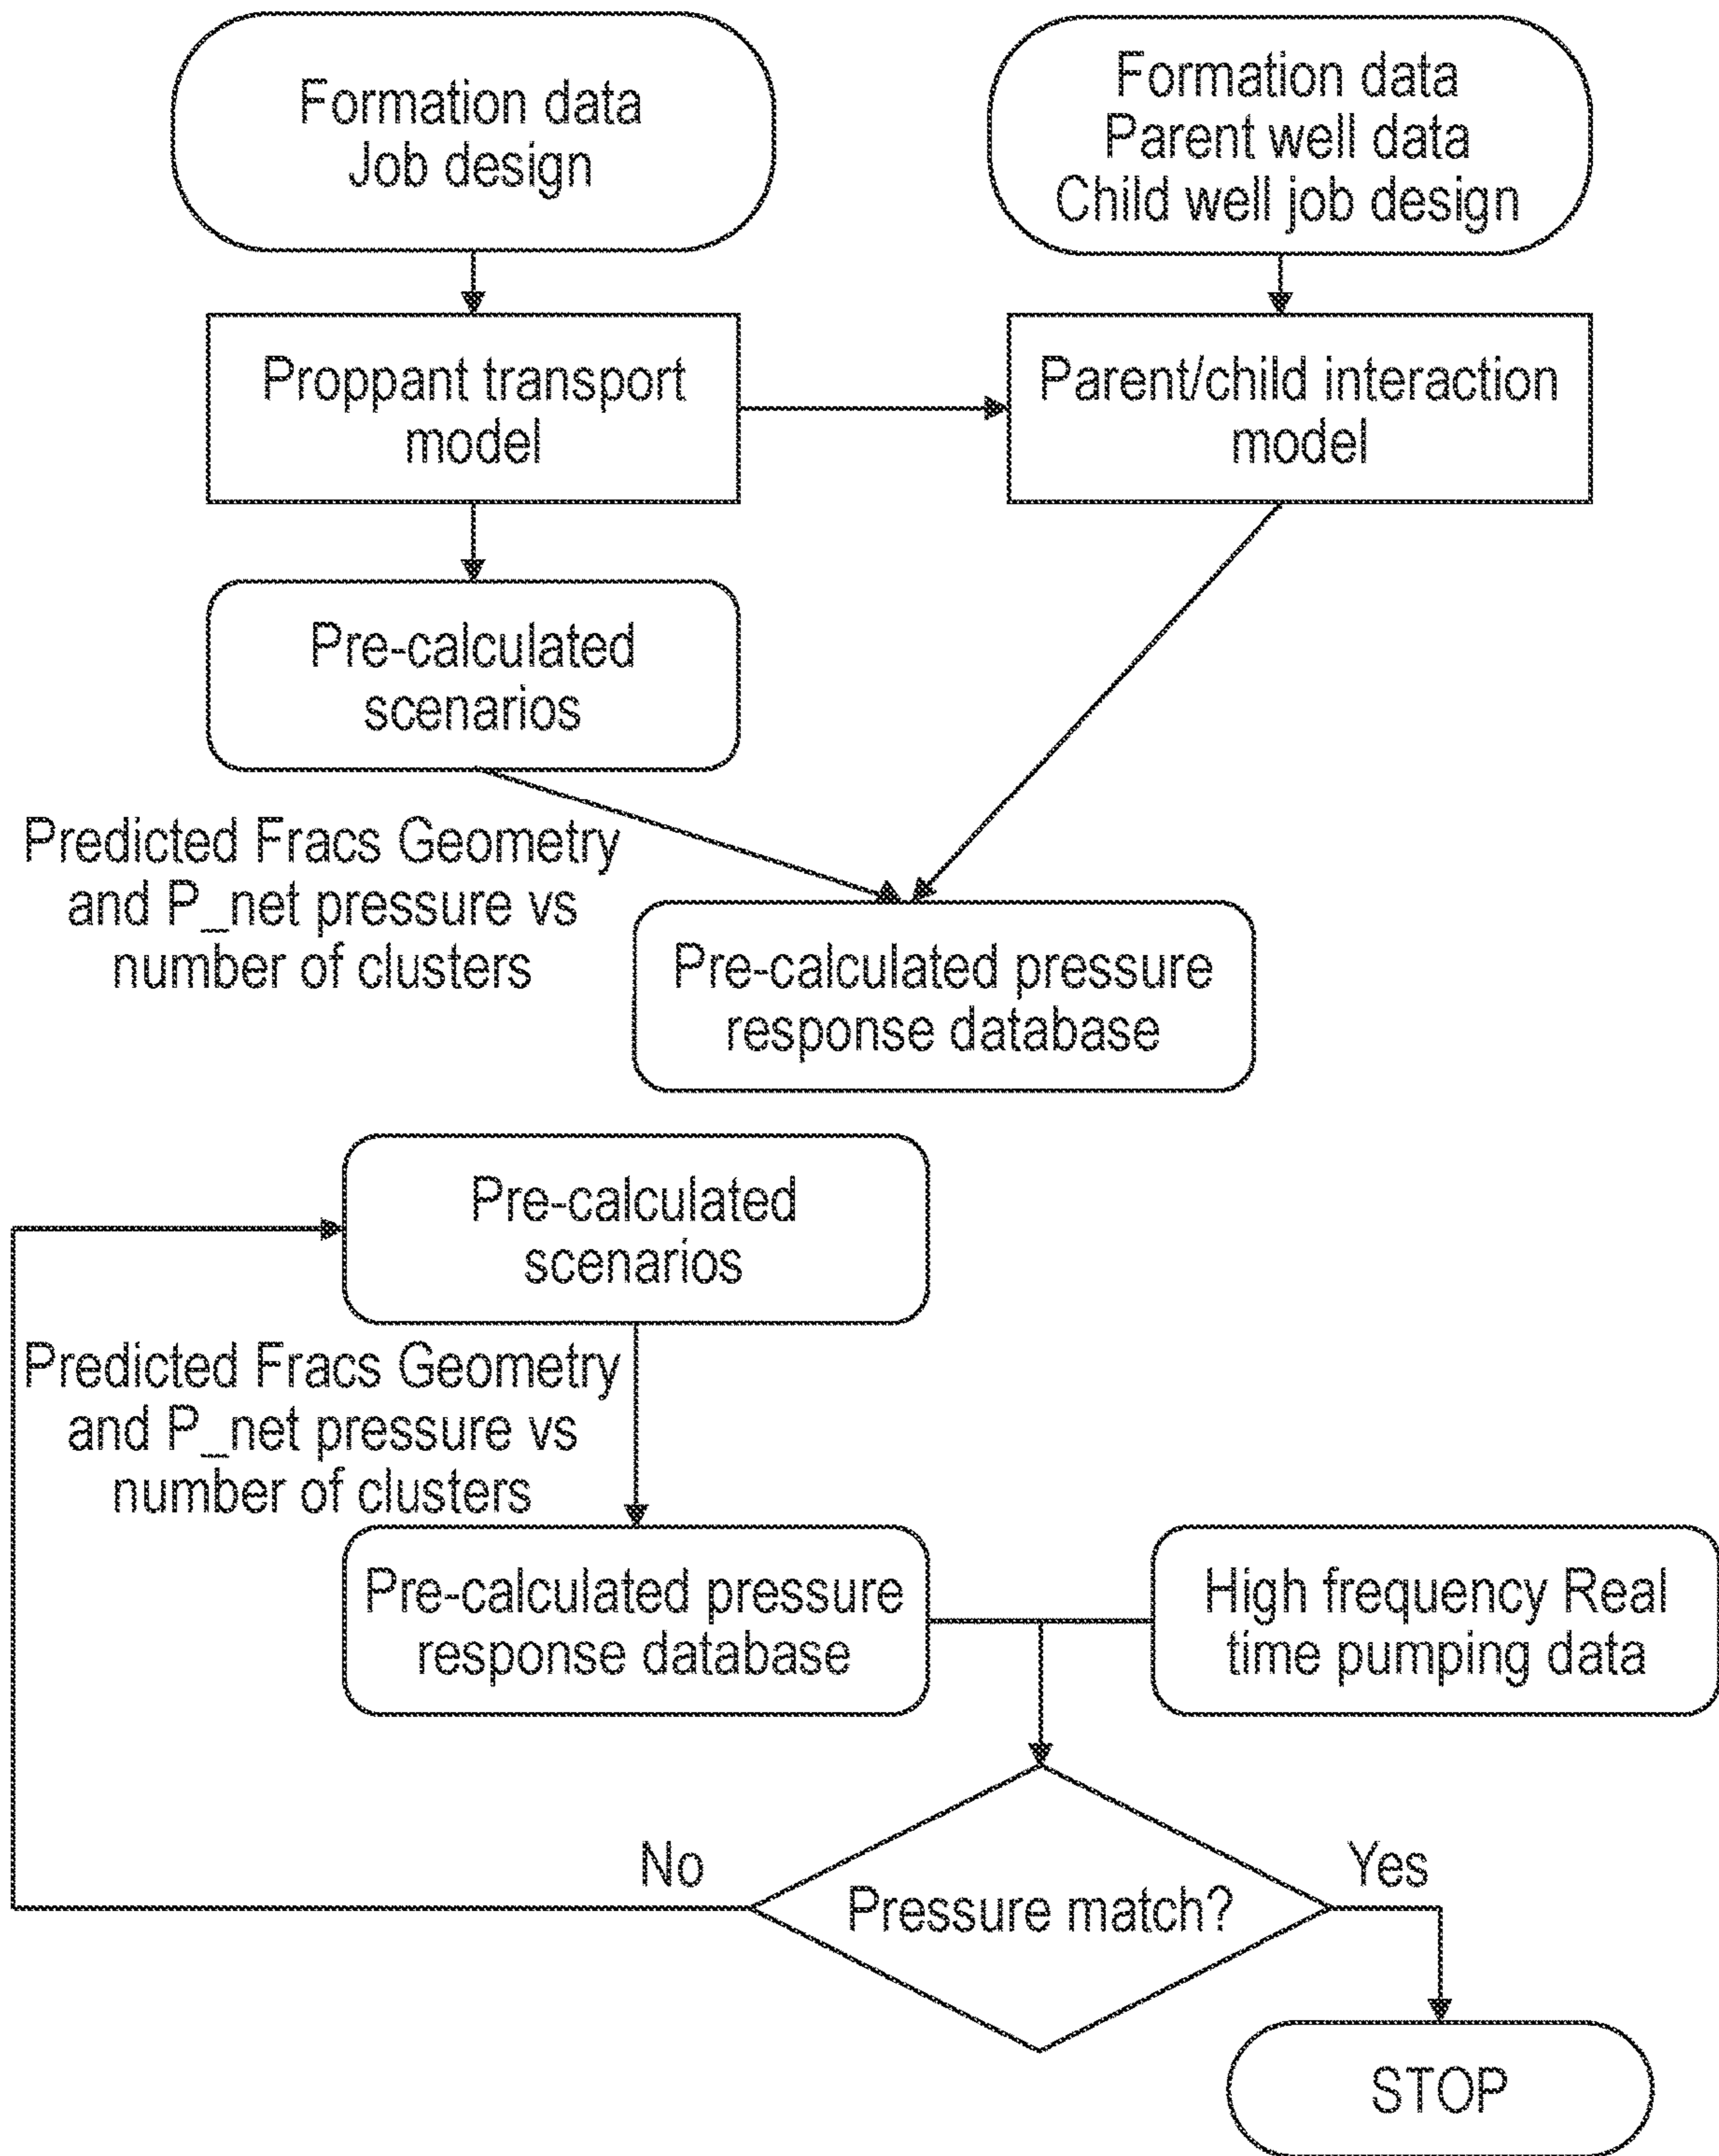 Formation data
Job design
Formation data
Parent well data
Child well job design
Proppant transport
model
Parent/child interaction
model
Pre-calculated
scenarios
Predicted Fracs Geometry
and P_net pressure vs
number of clusters
Pre-calculated pressure
response database
Pre-calculated
scenarios
Predicted Fracs Geometry
and P_net pressure vs
number of clusters
Pre-calculated pressure
response database
High frequency Real
time pumping data
No
Yes
Pressure match?
STOP